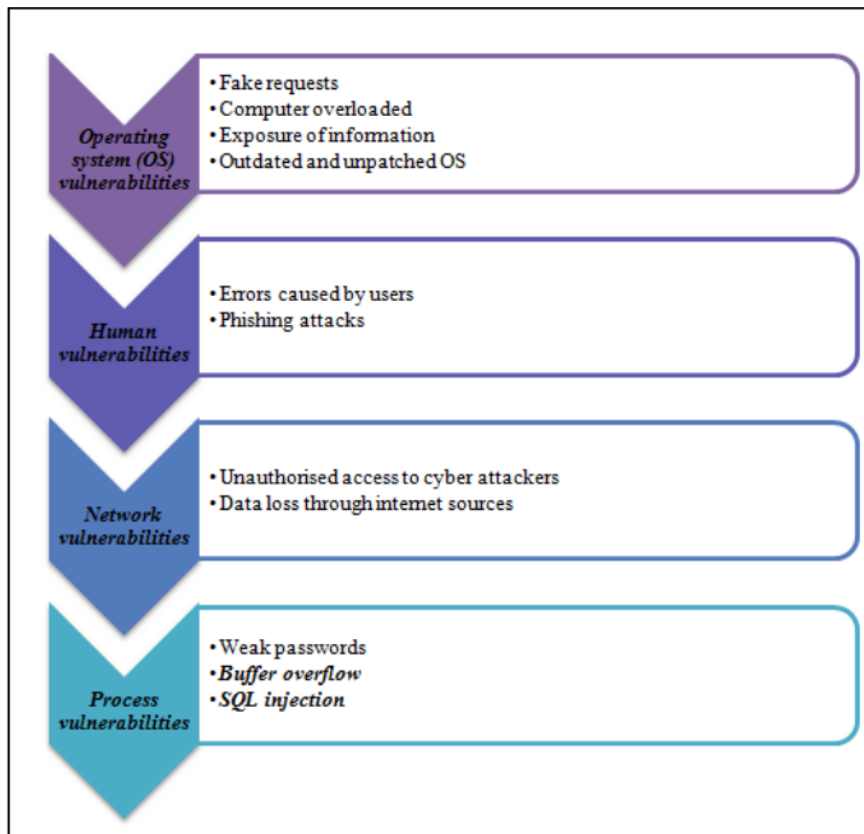 Operating
system (OS)
vulnerabilities
• Fake requests
• Computer overloaded
• Exposure of information
• Outdated and unpatched OS
Human
vulnerabilities
• Errors caused by users
• Phishing attacks
Network
vulnerabilities
• Unauthorised access to cyber attackers
• Data loss through internet sources
Process
vulnerabilities
• Weak passwords
• Buffer overflow
• SQL injection